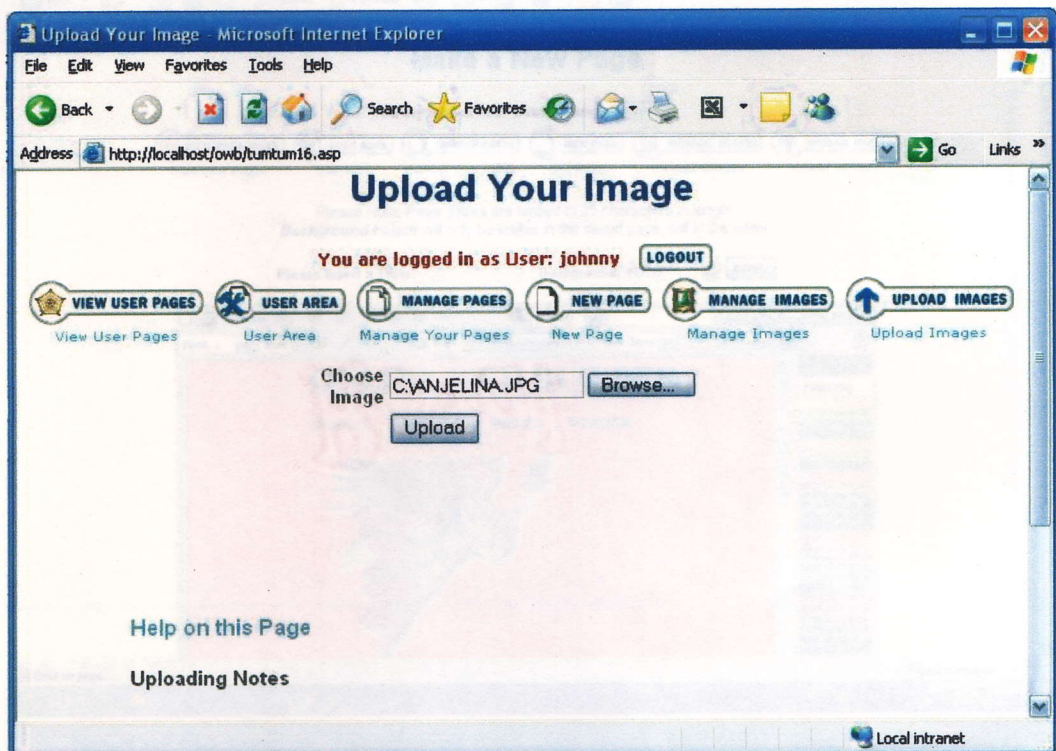 Upload Your Image - Microsoft Internet Explorer
File Edit View Favorites Tools Help
Back Search Favorites
Address http://localhost/owb/tumtum16.asp Go Links »
Upload Your Image
You are logged in as User: johnny LOGOUT
VIEW USER PAGES USER AREA MANAGE PAGES NEW PAGE MANAGE IMAGES UPLOAD IMAGES
View User Pages User Area Manage Your Pages New Page Manage Images Upload Images
Choose Image C:\ANJELINA.JPG Browse...
Upload
Help on this Page
Uploading Notes
Local intranet
Make a New Page